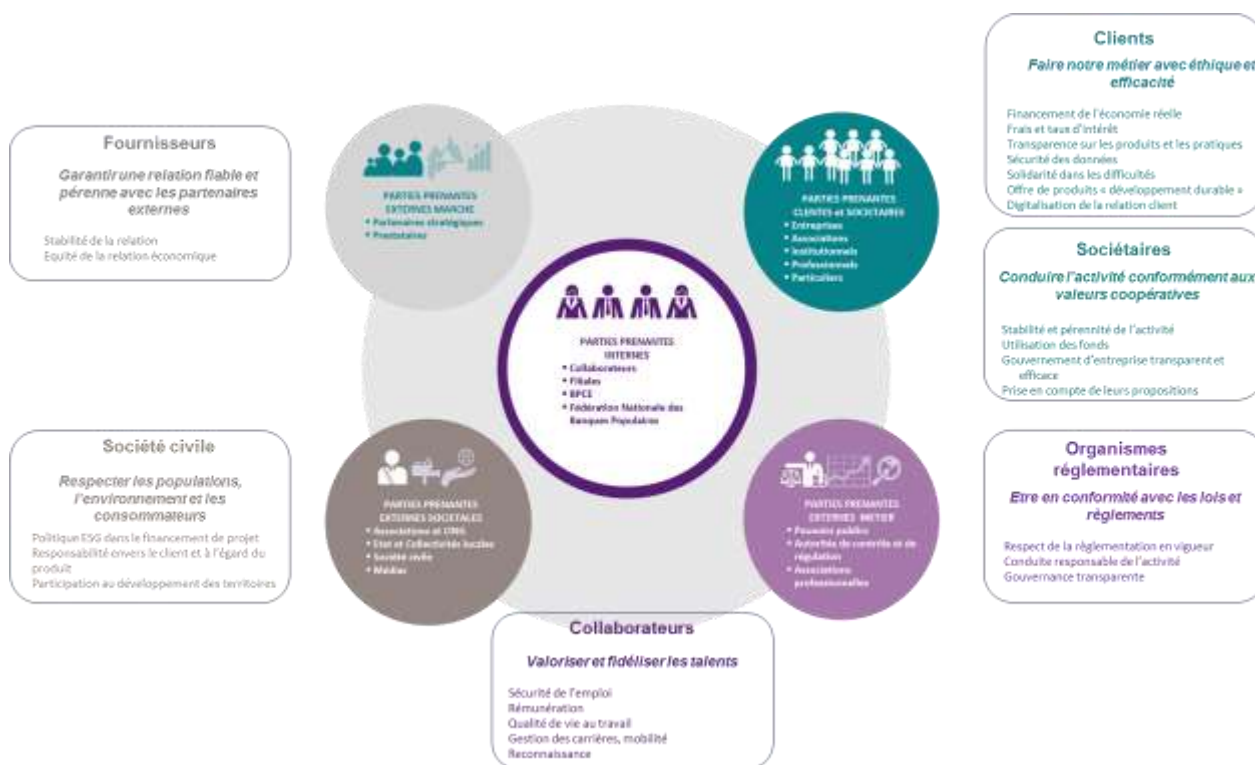 Fournisseurs
Garantir une relation fiable et
pérenne avec les partenaires
externes
Stabilité de la relation
Equité de la relation économique
Société civile
Respecter les populations,
l'environnement et les
consommateurs
Politique ESG dans le financement de projet
Responsabilité envers le client et à l'égard du
produit
Participation au développement des territoires
PARTIES PRENANTES
EXTERNES MARCHE
• Partenaires stratégiques
• Prestataires
PARTIES PRENANTES
CLIENTES et SOCIETAIRES
• Entreprises
• Associations
• Institutionnels
• Professionnels
• Particuliers
PARTIES PRENANTES
INTERNES
• Collaborateurs
• Filiales
• BPCE
• Fédération Nationale des
Banques Populaires
PARTIES PRENANTES
EXTERNES SOCIETALES
• Associations et ONG
• Etat et Collectivités locales
• Société civile
• Médias
PARTIES PRENANTES
EXTERNES METIER
• Pouvoirs publics
• Autorités de contrôle et de
régulation
• Associations
professionnelles
Collaborateurs
Valoriser et fidéliser les talents
Sécurité de l'emploi
Rémunération
Qualité de vie au travail
Gestion des carrières, mobilité
Reconnaissance
Clients
Faire notre métier avec éthique et
efficacité
Financement de l'économie réelle
Frais et taux d'intérêt
Transparence sur les produits et les pratiques
Sécurité des données
Solidarité dans les difficultés
Offre de produits « développement durable »
Digitalisation de la relation client
Sociétaires
Conduire l'activité conformément aux
valeurs coopératives
Stabilité et pérennité de l'activité
Utilisation des fonds
Gouvernement d'entreprise transparent et
efficace
Prise en compte de leurs propositions
Organismes
réglementaires
Etre en conformité avec les lois et
règlements
Respect de la règlementation en vigueur
Conduite responsable de l'activité
Gouvernance transparente